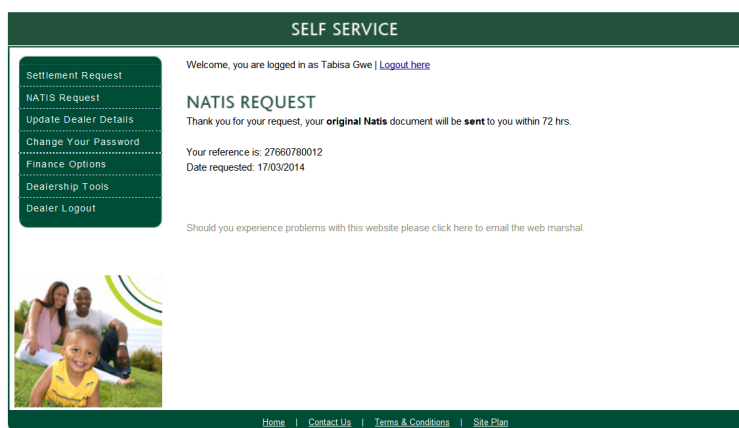 SELF SERVICE
Settlement Request
NATIS Request
Update Dealer Details
Change Your Password
Finance Options
Dealership Tools
Dealer Logout
Welcome, you are logged in as Tabisa Gwe | Logout here
NATIS REQUEST
Thank you for your request, your original Natis document will be sent to you within 72 hrs.
Your reference is: 27660780012
Date requested: 17/03/2014
Should you experience problems with this website please click here to email the web marshal.
Home | Contact Us | Terms & Conditions | Site Plan